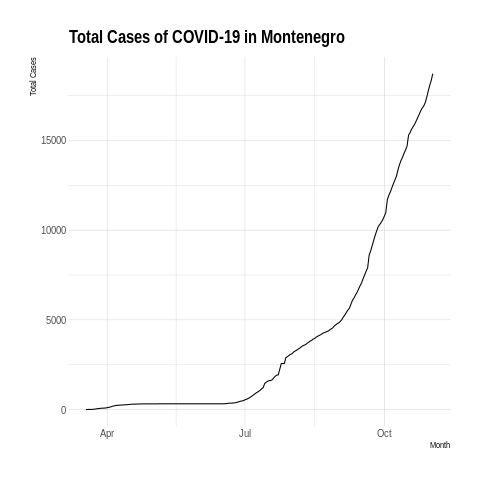 Total Cases of COVID-19 in Montenegro
Total Cases
15000
10000
5000
0
Apr
Jul
Oct
Month